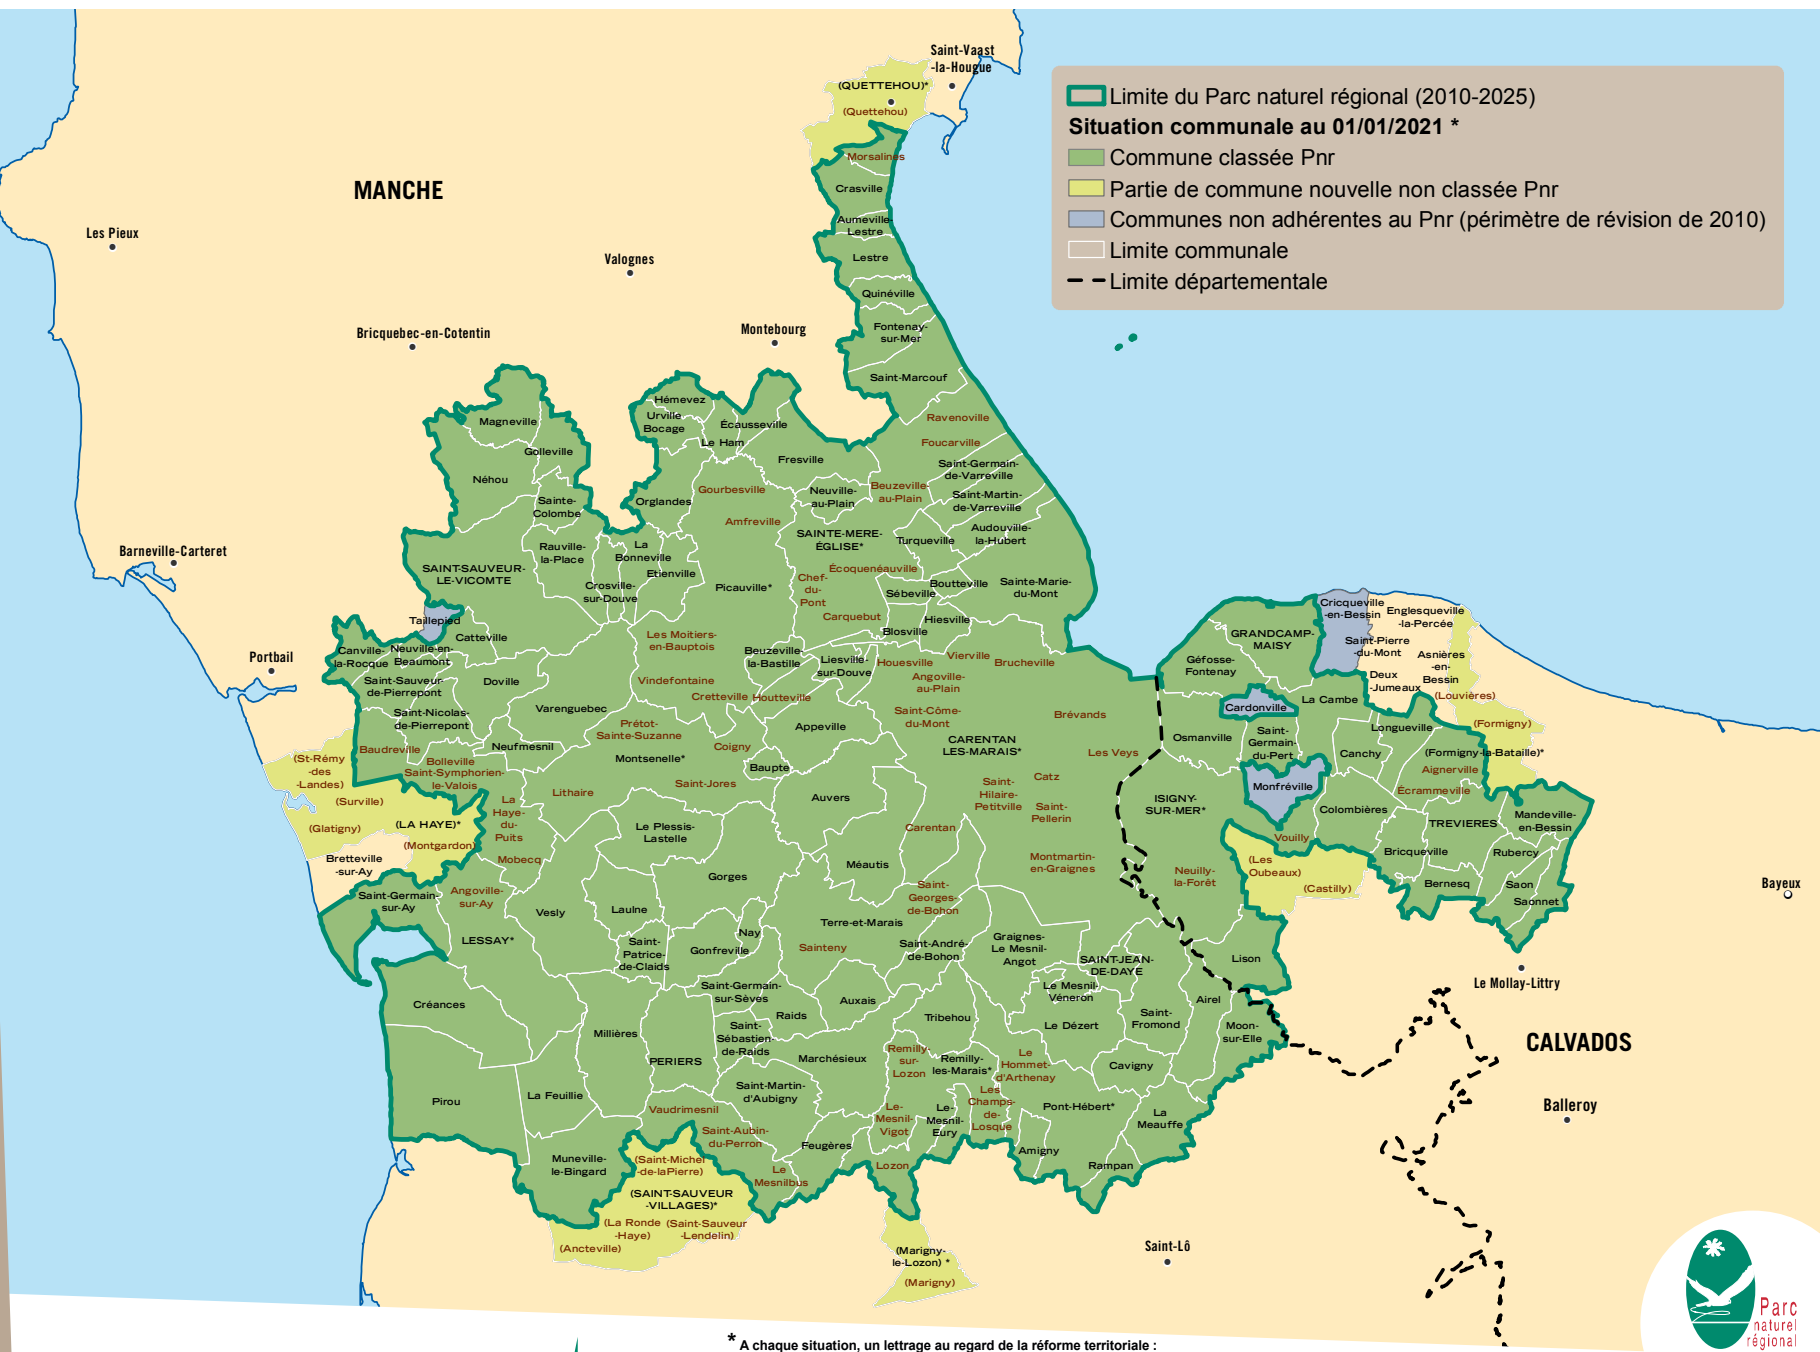 Saint-Vaast
-la-Hougue
(QUETTEHOU)*
(Quettehou)
Limite du Parc naturel régional (2010-2025)
Situation communale au 01/01/2021 *
Commune classée Pnr
Partie de commune nouvelle non classée Pnr
Communes non adhérentes au Pnr (périmètre de révision de 2010)
Limite communale
Limite départementale
MANCHE
Les Pieux
Valognes
Bricquebec-en-Cotentin
Montebourg
Morsalines
Crasville
Aumeville-
Lestre
Lestre
Quinéville
Fontenay-
sur-Mer
Saint-Marcouf
Hémevez
Urville
Bocage
Écausseville
Le Ham
Magneville
Golleville
Néhou
Ravenoville
Foucarville
Fresville
Saint-Germain-
de-Varreville
Gourbesville
Neuville-
au-Plain
Beuzeville-
au-Plain
Saint-Martin-
de-Varreville
Sainte-
Colombe
Orglandes
Amfreville
SAINTE-MERE-
ÉGLISE*
Turqueville
Audouville-
la-Hubert
Barneville-Carteret
Rauville-
la-Place
La
Bonneville
Etienville
SAINT-SAUVEUR-
LE-VICOMTE
Crosville-
sur-Douve
Picauville*
Chef-
du-
Pont
Écoquenéauville
Boutteville
Sébeville
Sainte-Marie-
du-Mont
Carquebut
Hiesville
Blosville
Taillepied
Catteville
Les Moitiers-
en-Bauptois
Canville-
la-Rocque
Neuville-en-
Beaumont
Portbail
Beuzeville-
la-Bastille
Liesville-
sur-Douve
Houesville
Vierville
Brucheville
Angoville-
au-Plain
Saint-Sauveur-
de-Pierrepont
Doville
Vindefontaine
Cretteville
Houtteville
Saint-Nicolas-
de-Pierrepont
Varenguebec
Prétot-
Sainte-Suzanne
Appeville
Saint-Côme-
du-Mont
Brévands
Baudreville
Neufmesnil
Coigny
CARENTAN
LES-MARAIS*
Les Veys
Bolleville
Saint-Symphorien-
le-Valois
Montsenelle*
Baupte
(St-Rémy
-des
-Landes)
(Surville)
Lithaire
Saint-Jores
Auvers
Catz
Saint-
Hilaire-
Petitville
Saint-
Pellerin
La
Haye-
du-
Puits
(Glatigny)
(LA HAYE)*
(Montgardon)
Le Plessis-
Lastelle
Carentan
Mobecq
Bretteville
-sur-Ay
Gorges
Méautis
Montmartin-
en-Graignes
Saint-Germain-
sur-Ay
Angoville-
sur-Ay
Vesly
Laulne
Saint-
Georges-
de-Bohon
LESSAY*
Saint-
Patrice-
de-Claids
Nay
Gonfreville
Terre-et-Marais
Sainteny
Saint-André-
de-Bohon
Graignes-
Le Mesnil-
Angot
SAINT-JEAN-
DE-DAYE
Cricqueville
-en-Bessin
Englesqueville
-la-Percée
GRANDCAMP-
MAISY
Saint-Pierre
-du-Mont
Géfosse-
Fontenay
Asnières
-en-
Bessin
Deux
-Jumeaux
(Louvières)
Cardonville
La Cambe
(Formigny)
Osmanville
Saint-
Germain-
du-Pert
Longueville
Canchy
(Formigny-la-Bataille)*
Aignerville
Monfréville
Écrammeville
ISIGNY-
SUR-MER*
Colombières
TREVIERES
Mandeville-
en-Bessin
Vouilly
Bricqueville
Rubercy
(Les
Oubeaux)
(Castilly)
Neuilly-
la-Forêt
Bernesq
Saon
Saonnet
Bayeux
Lison
Le Mollay-Littry
Créances
Saint-Germain-
sur-Sèves
Auxais
Le Mesnil-
Véneron
Airel
Millières
Raids
Tribehou
Saint-
Fromond
Saint-
Sébastien-
de-Raids
Le Dézert
Moon-
sur-Elle
CALVADOS
PERIERS
Marchésieux
Remilly-
sur-
Lozon
Remilly-
les-Marais*
Le
Hommet-
d'Arthenay
Cavigny
Pirou
La Feuillie
Saint-Martin-
d'Aubigny
Les
Champs-
de-
Losque
Pont-Hébert*
Balleroy
Vaudrimesnil
Le-
Mesnil-
Vigot
Le-
Mesnil-
Eury
La
Meauffe
Saint-Aubin-
du-Perron
Feugères
Amigny
Muneville-
le-Bingard
(Saint-Michel
-de-laPierre)
Le
Mesnilbus
Lozon
Rampan
(SAINT-SAUVEUR
-VILLAGES)*
(La Ronde
-Haye)
(Saint-Sauveur
-Lendelin)
(Ancteville)
(Marigny-
le-Lozon) *
(Marigny)
Saint-Lô
Parc
naturel
régional
* A chaque situation, un lettrage au regard de la réforme territoriale :